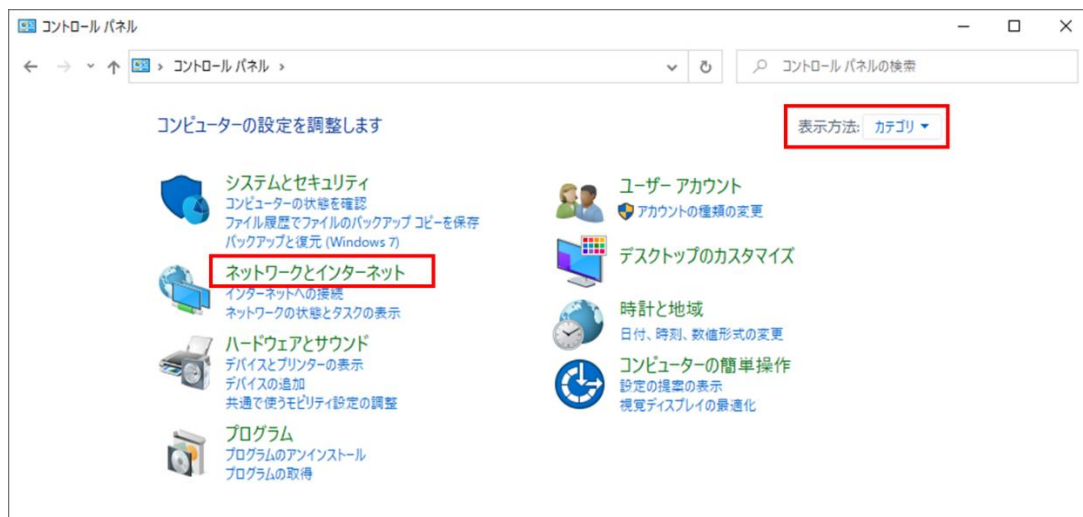 コントロール パネル
コントロール パネル
コントロール パネルの検索
コンピューターの設定を調整します
表示方法: カテゴリ
システムとセキュリティ
コンピューターの状態を確認
ファイル履歴でファイルのバックアップ コピーを保存
バックアップと復元 (Windows 7)
ネットワークとインターネット
インターネットへの接続
ネットワークの状態とタスクの表示
ハードウェアとサウンド
デバイスとプリンターの表示
デバイスの追加
共通で使うモビリティ設定の調整
プログラム
プログラムのアンインストール
プログラムの取得
ユーザー アカウント
アカウントの種類の変更
デスクトップのカスタマイズ
時計と地域
日付、時刻、数値形式の変更
コンピューターの簡単操作
設定の提案の表示
視覚ディスプレイの最適化